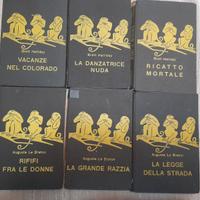 Brett Halliday
VACANZE
NEL COLORADO
Brett Halliday
LA DANZATRICE
NUDA
Brett Halliday
RICATTO
MORTALE
Auguste Le Breton
RIFIFI
FRA LE DONNE
Auguste Le Breton
LA GRANDE RAZZIA
Auguste Le Breton
LA LEGGE
DELLA STRADA